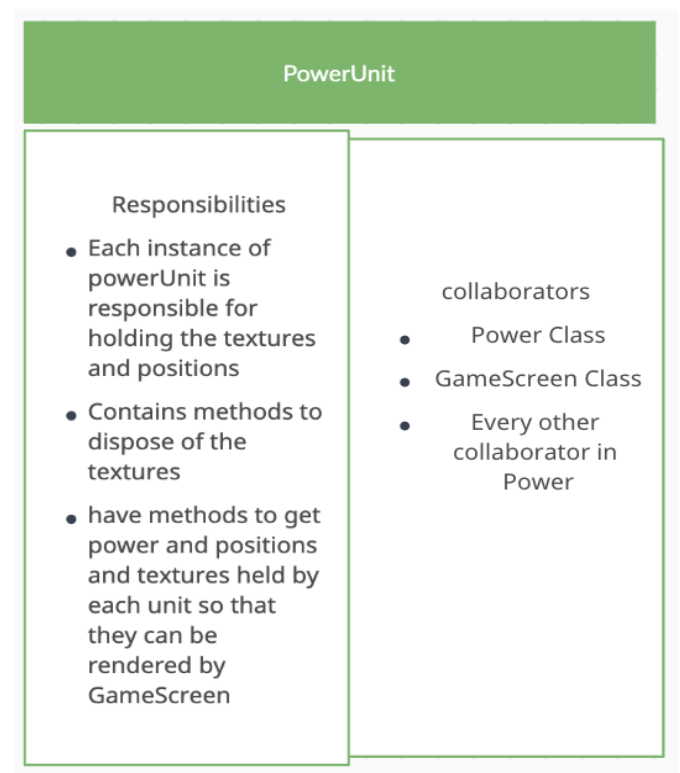 PowerUnit
Responsibilities
Each instance of
powerUnit is
responsible for
holding the textures
and positions
Contains methods to
dispose of the
textures
have methods to get
power and positions
and textures held by
each unit so that
they can be
rendered by
GameScreen
collaborators
Power Class
GameScreen Class
Every other
collaborator in
Power